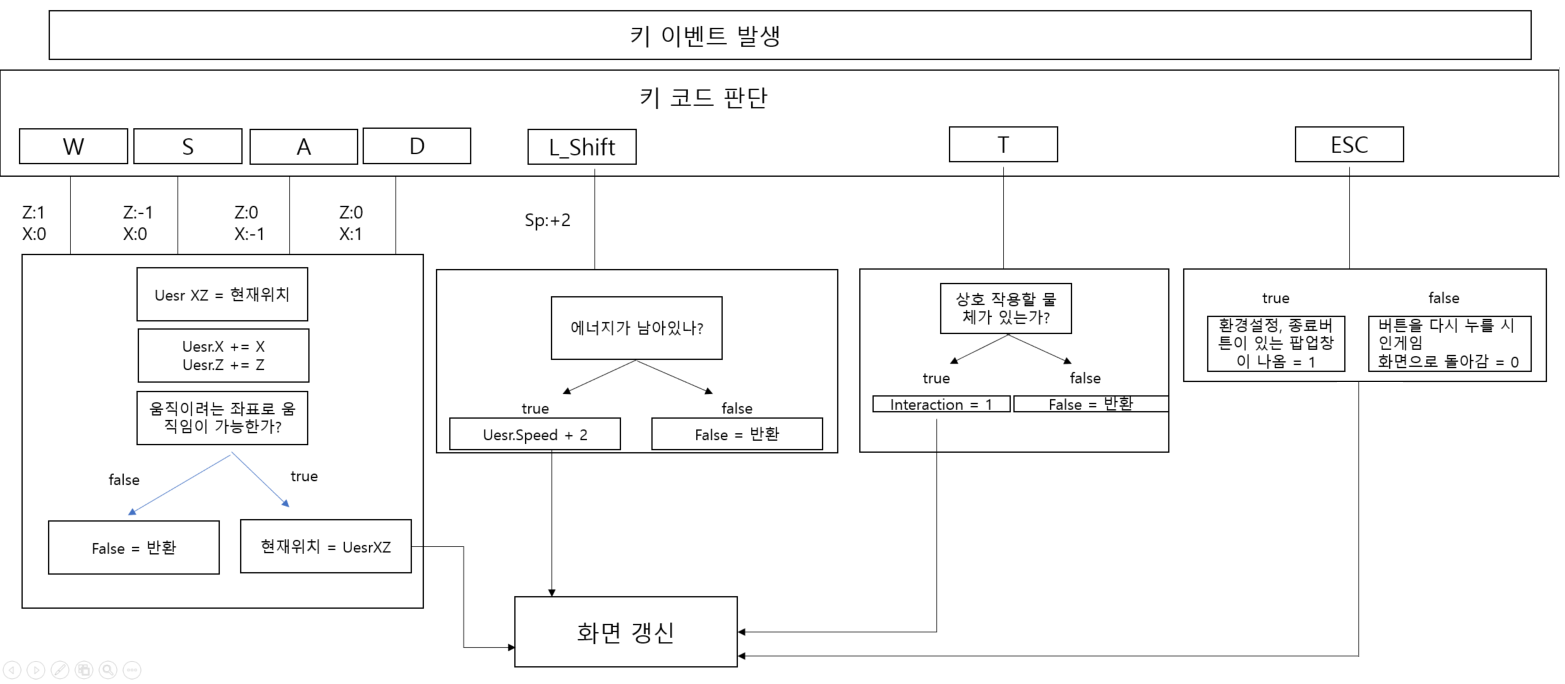 키 이벤트 발생
키 코드 판단
W
S
A
D
L_Shift
T
ESC
Z:1
X:0
Z:-1
X:0
Z:0
X:-1
Z:0
X:1
Sp:+2
Uesr XZ = 현재위치
Uesr.X += X
Uesr.Z += Z
움직이려는 좌표로 움
직임이 가능한가?
false
true
False = 반환
현재위치 = UesrXZ
에너지가 남아있나?
true
false
Uesr.Speed + 2
False = 반환
상호 작용할 물
체가 있는가?
true
false
Interaction = 1
False = 반환
true
false
환경설정, 종료버
튼이 있는 팝업창
이 나옴 = 1
버튼을 다시 누를 시
인게임
화면으로 돌아감 = 0
화면 갱신